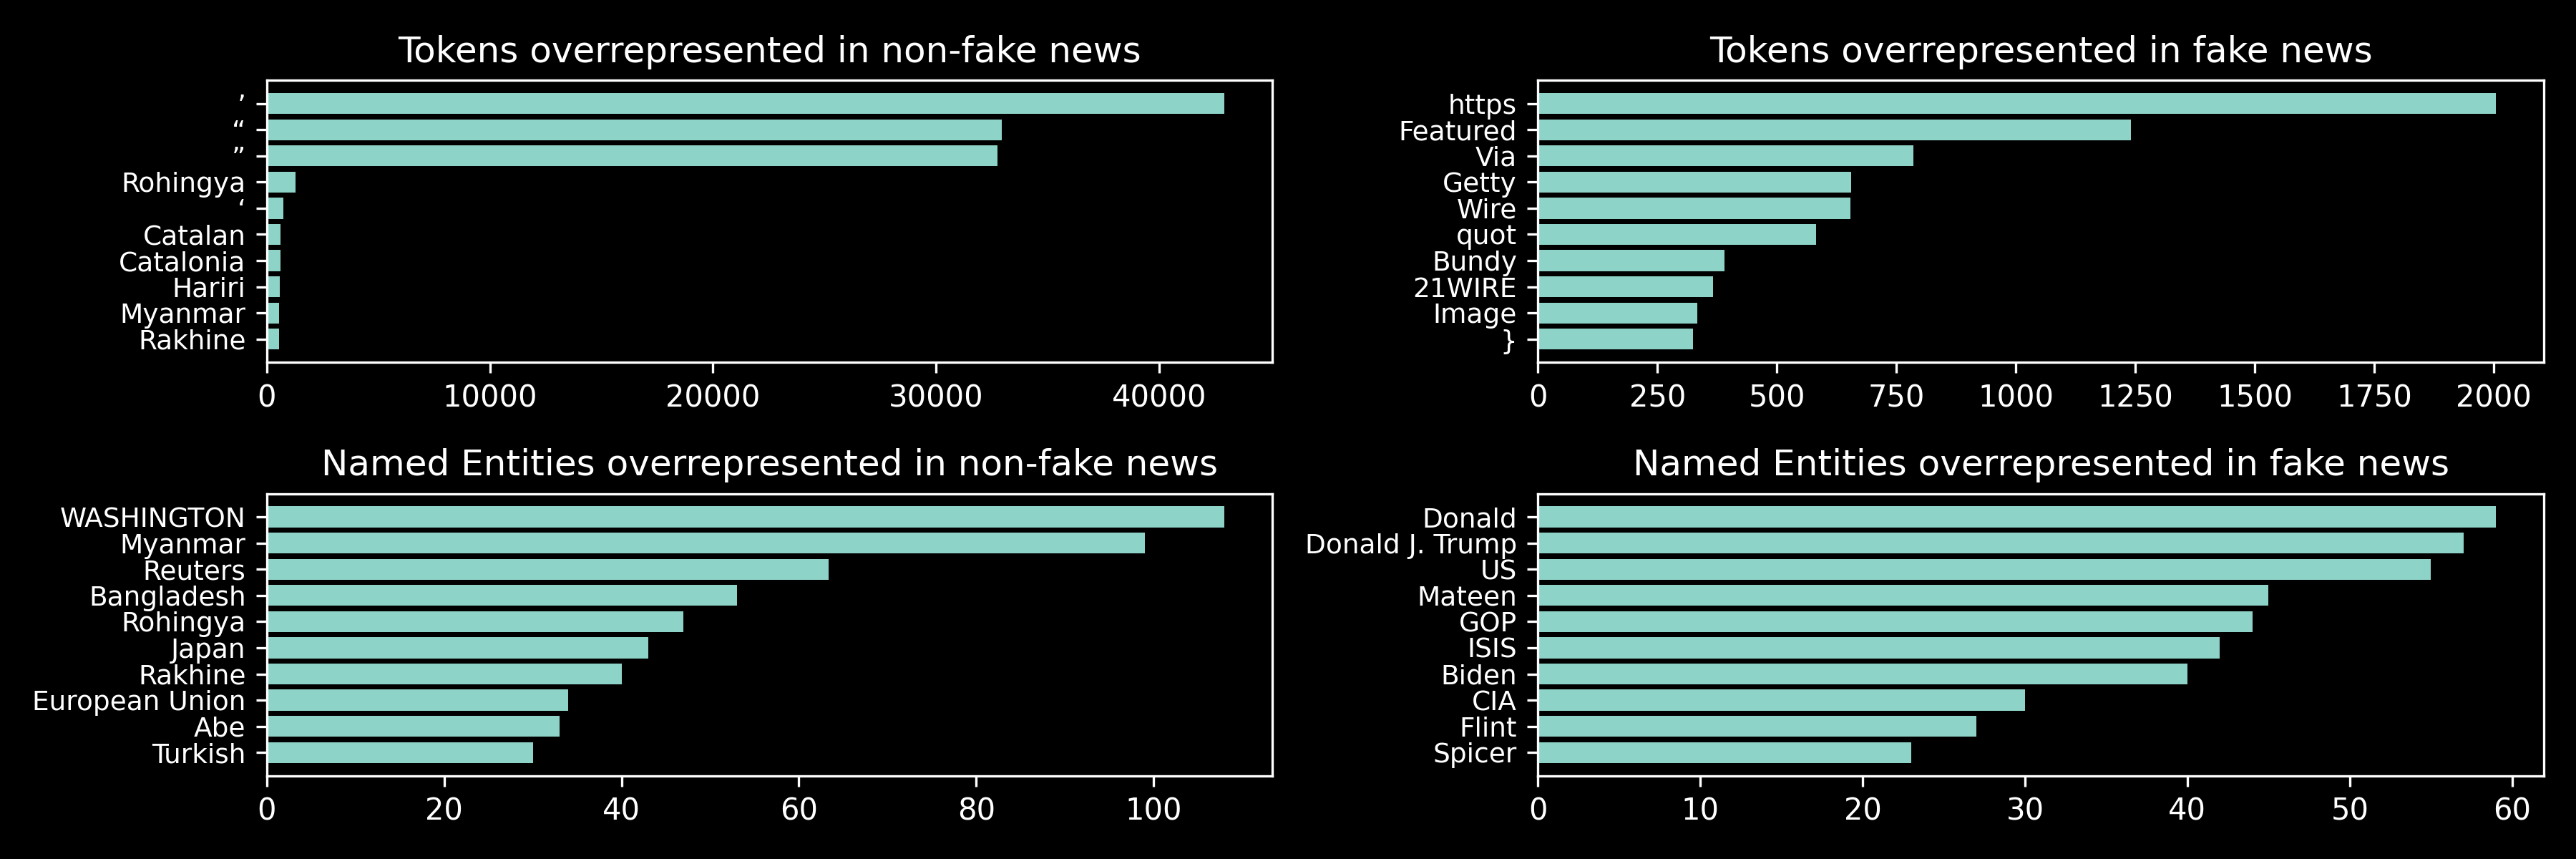 Tokens overrepresented in non-fake news
’
“
”
Rohingya
‘
Catalan
Catalonia
Hariri
Myanmar
Rakhine
0 10000 20000 30000 40000
Tokens overrepresented in fake news
https
Featured
Via
Getty
Wire
quot
Bundy
21WIRE
Image
}
0 250 500 750 1000 1250 1500 1750 2000
Named Entities overrepresented in non-fake news
WASHINGTON
Myanmar
Reuters
Bangladesh
Rohingya
Japan
Rakhine
European Union
Abe
Turkish
0 20 40 60 80 100
Named Entities overrepresented in fake news
Donald
Donald J. Trump
US
Mateen
GOP
ISIS
Biden
CIA
Flint
Spicer
0 10 20 30 40 50 60